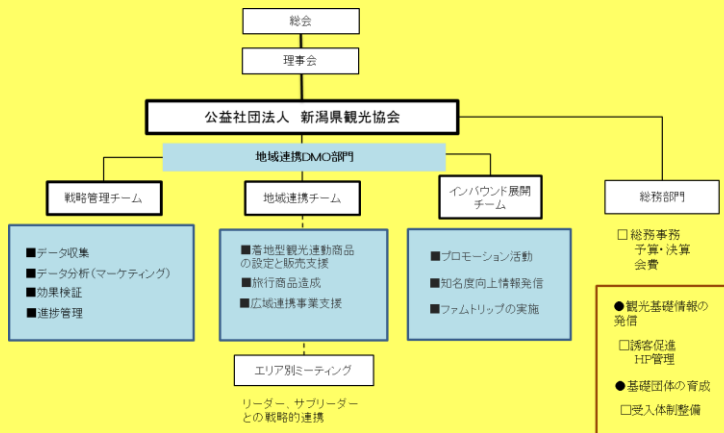 総会
理事会
公益社団法人 新潟県観光協会
地域連携DMO部門
戦略管理チーム
地域連携チーム
インバウンド展開
チーム
総務部門
■データ収集
■データ分析(マーケティング)
■効果検証
■進捗管理
■着地型観光連動商品
の設定と販売支援
■旅行商品造成
■広域連携事業支援
■プロモーション活動
■知名度向上情報発信
■ファムトリップの実施
□総務事務
予算・決算
会費
エリア別ミーティング
リーダー、サブリーダー
との戦略的連携
●観光基礎情報の
発信
□誘客促進
HP管理
●基礎団体の育成
□受入体制整備